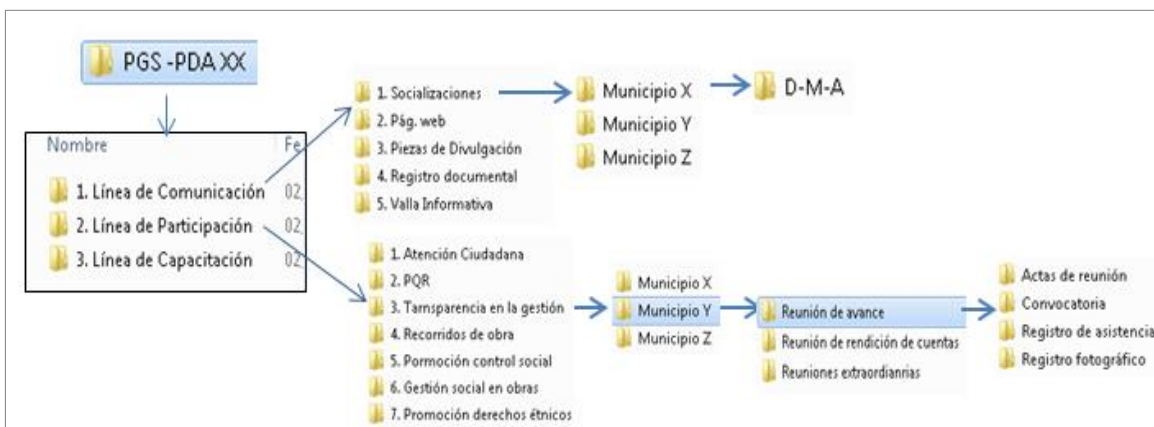 PGS -PDA XX
Nombre
Fe
1. Línea de Comunicación 02
2. Línea de Participación 02
3. Línea de Capacitación 02
1. Socializaciones
2. Pág. web
3. Piezas de Divulgación
4. Registro documental
5. Valla Informativa
Municipio X
Municipio Y
Municipio Z
D-M-A
1. Atención Ciudadana
2. PQR
3. Tarnsparencia en la gestión
4. Recorridos de obra
5. Pormoción control social
6. Gestión social en obras
7. Promoción derechos étnicos
Municipio X
Municipio Y
Municipio Z
Reunión de avance
Reunión de rendición de cuentas
Reuniones extraordianrias
Actas de reunión
Convocatoria
Registro de asistencia
Registro fotográfico